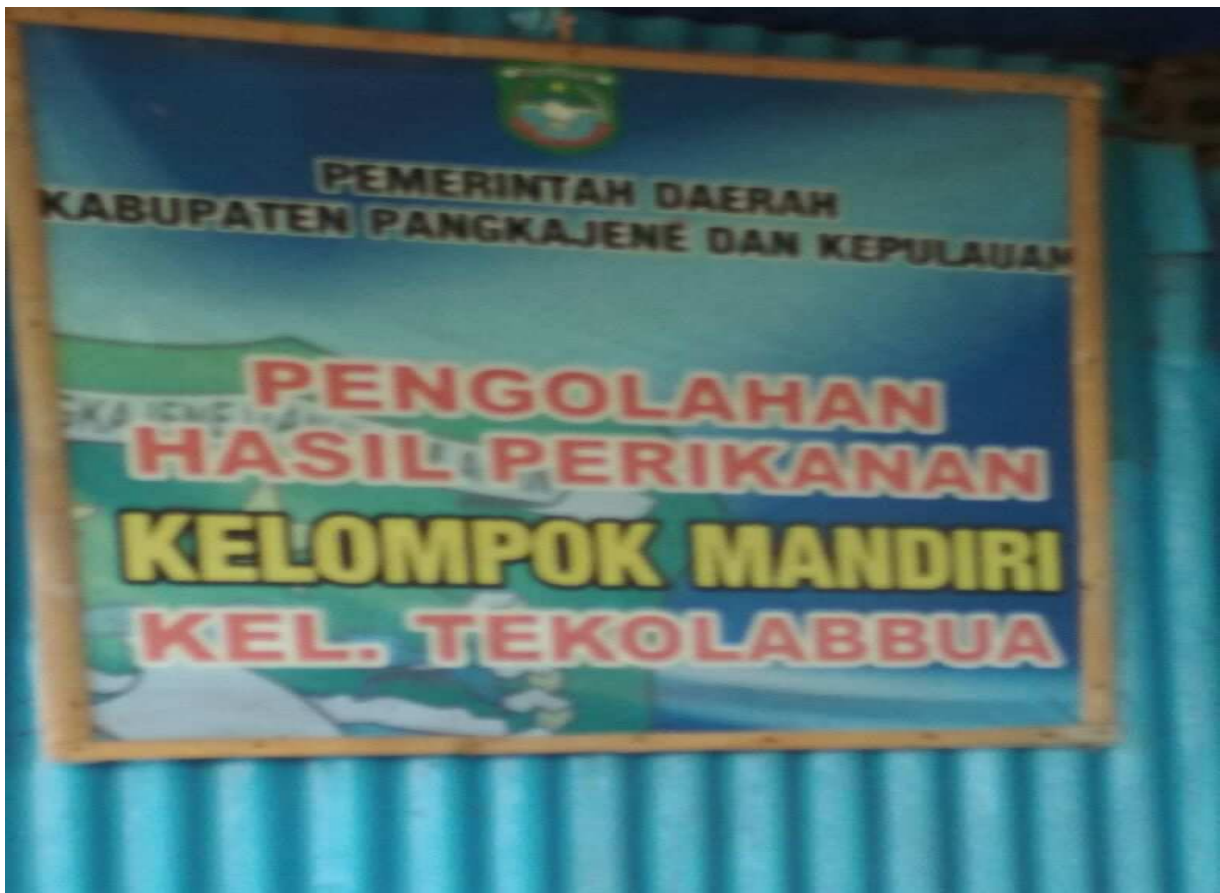 PEMERINTAH DAERAH
KABUPATEN PANGKAJENE DAN KEPULAUAN
PENGOLAHAN
HASIL PERIKANAN
KELOMPOK MANDIRI
KEL. TEKOLABBUA